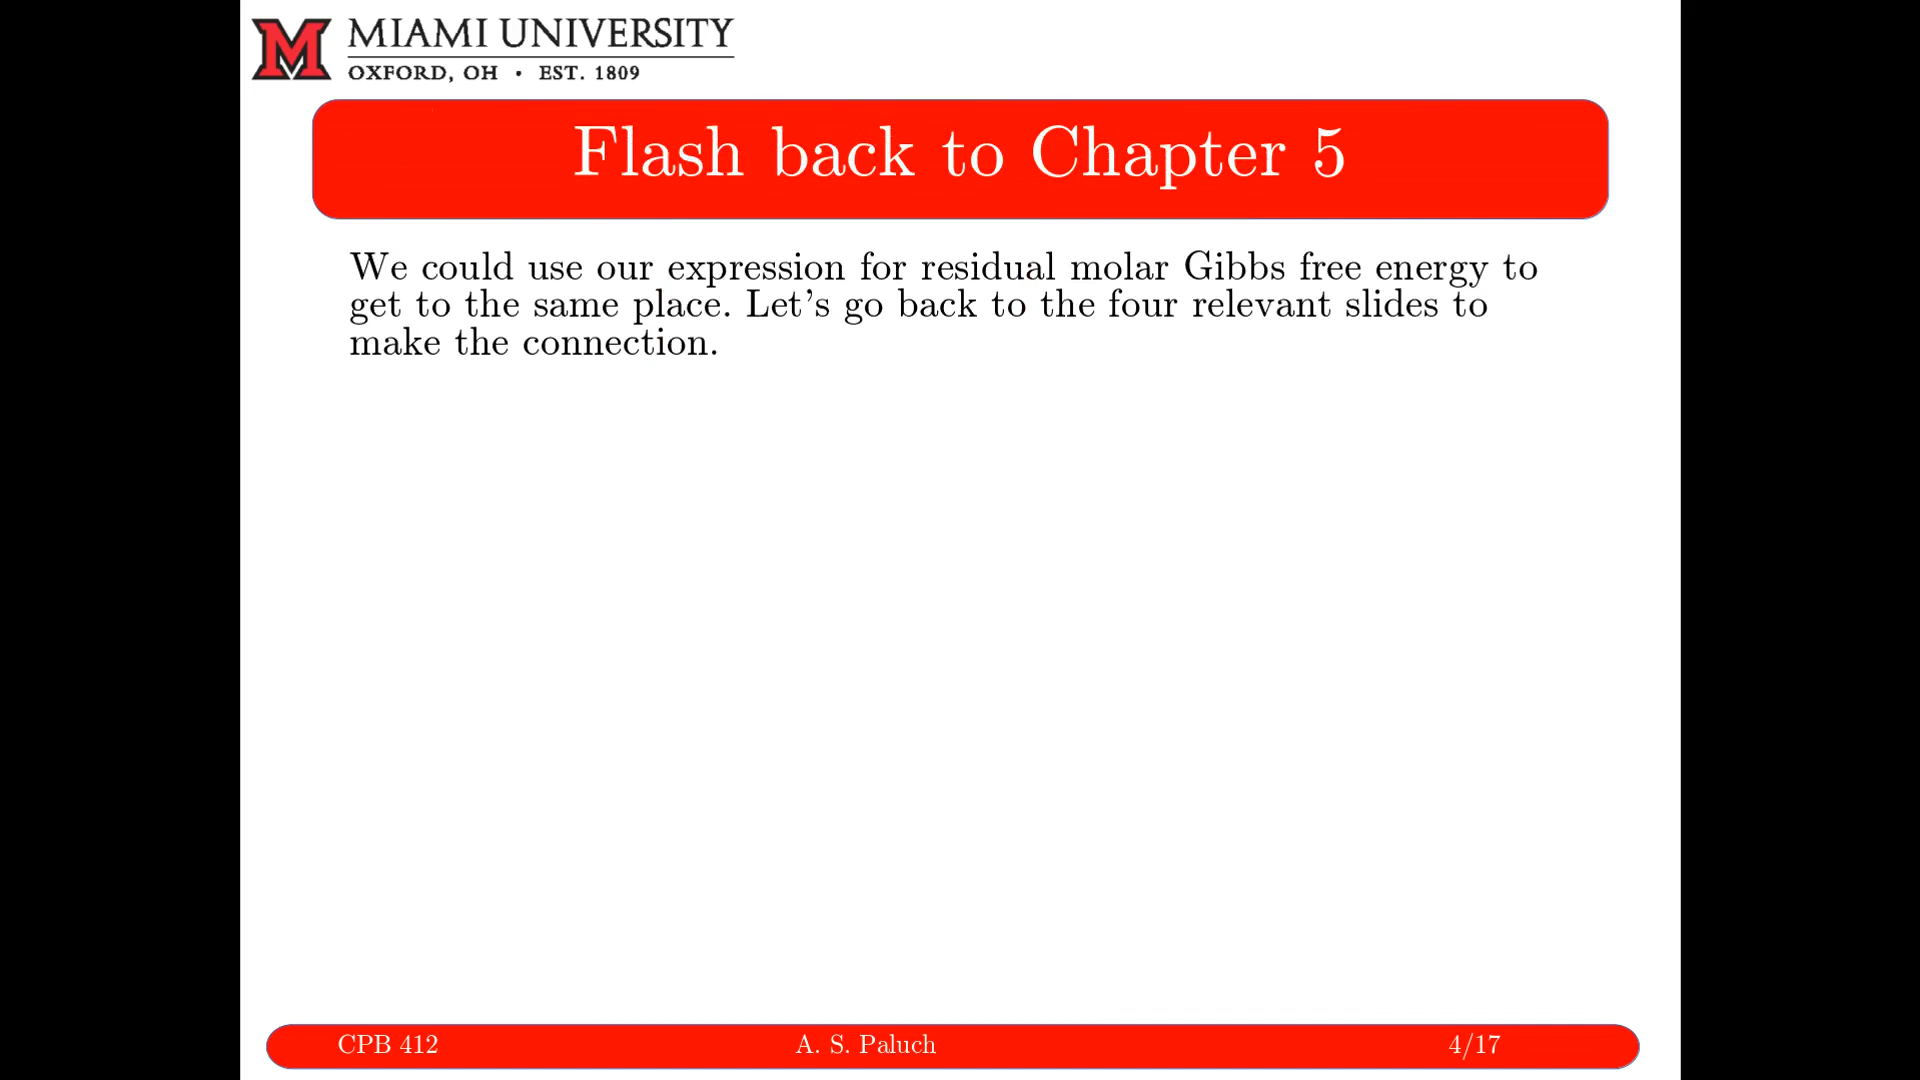 MIAMI UNIVERSITY
OXFORD, OH • EST. 1809
Flash back to Chapter 5
We could use our expression for residual molar Gibbs free energy to
get to the same place. Let's go back to the four relevant slides to
make the connection.
CPB 412 A. S. Paluch 4/17